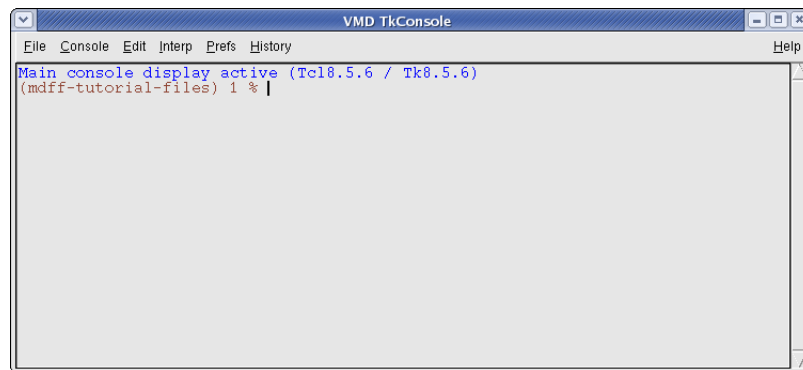 VMD TkConsole
File Console Edit Interp Prefs History Help
Main console display active (Tcl8.5.6 / Tk8.5.6)
(mdff-tutorial-files) 1 %